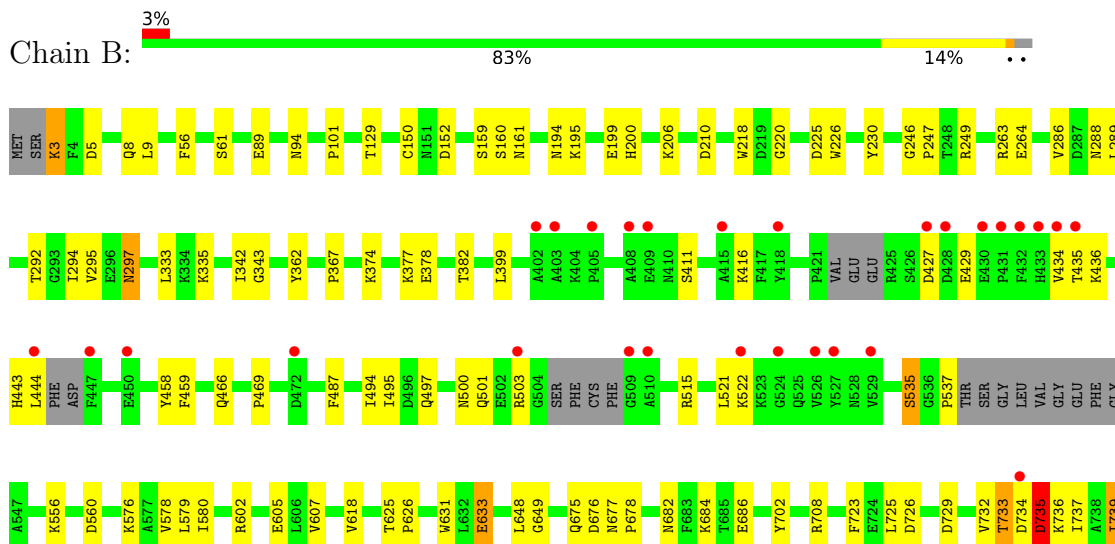 3%
Chain B:
83% 14% • •
MET SER K3 F4 D5 Q8 L9 F56 S61 E89 N94 P101 T129 C150 N151 D152 S159 S160 N161 N194 K195 E199 H200 K206 D210 W218 D219 G220 D225 W226 Y230 G246 P247 T248 R249 R263 E264 V286 D287 N288
T292 G293 I294 V295 E296 N297 L333 K334 K335 I342 G343 Y362 P367 K374 K377 E378 T382 L399 A402 A403 K404 P405 A408 E409 N410 S411 A415 K416 F417 Y418 P421 VAL GLU GLU R425 S426 D427 D428 E429 E430 P431 F432 H433 V434 T435 K436
H443 L444 PHE ASP F447 E450 Y458 F459 Q466 P469 D472 F487 I494 I495 D496 Q497 N500 Q501 E502 R503 G504 SER PHE CYS PHE G509 A510 R515 L521 K522 K523 G524 Q525 V526 Y527 N528 V529 S535 G536 P537 THR SER GLY LEU VAL GLY GLU PHE GLY
A547 K556 D560 K576 A577 V578 L579 I580 R602 E605 L606 V607 V618 T625 P626 W631 L632 E633 L648 G649 Q675 D676 N677 P678 N682 F683 K684 T685 E686 Y702 R708 F723 E724 L725 D726 D729 V732 T733 D734 D735 K736 I737 A738